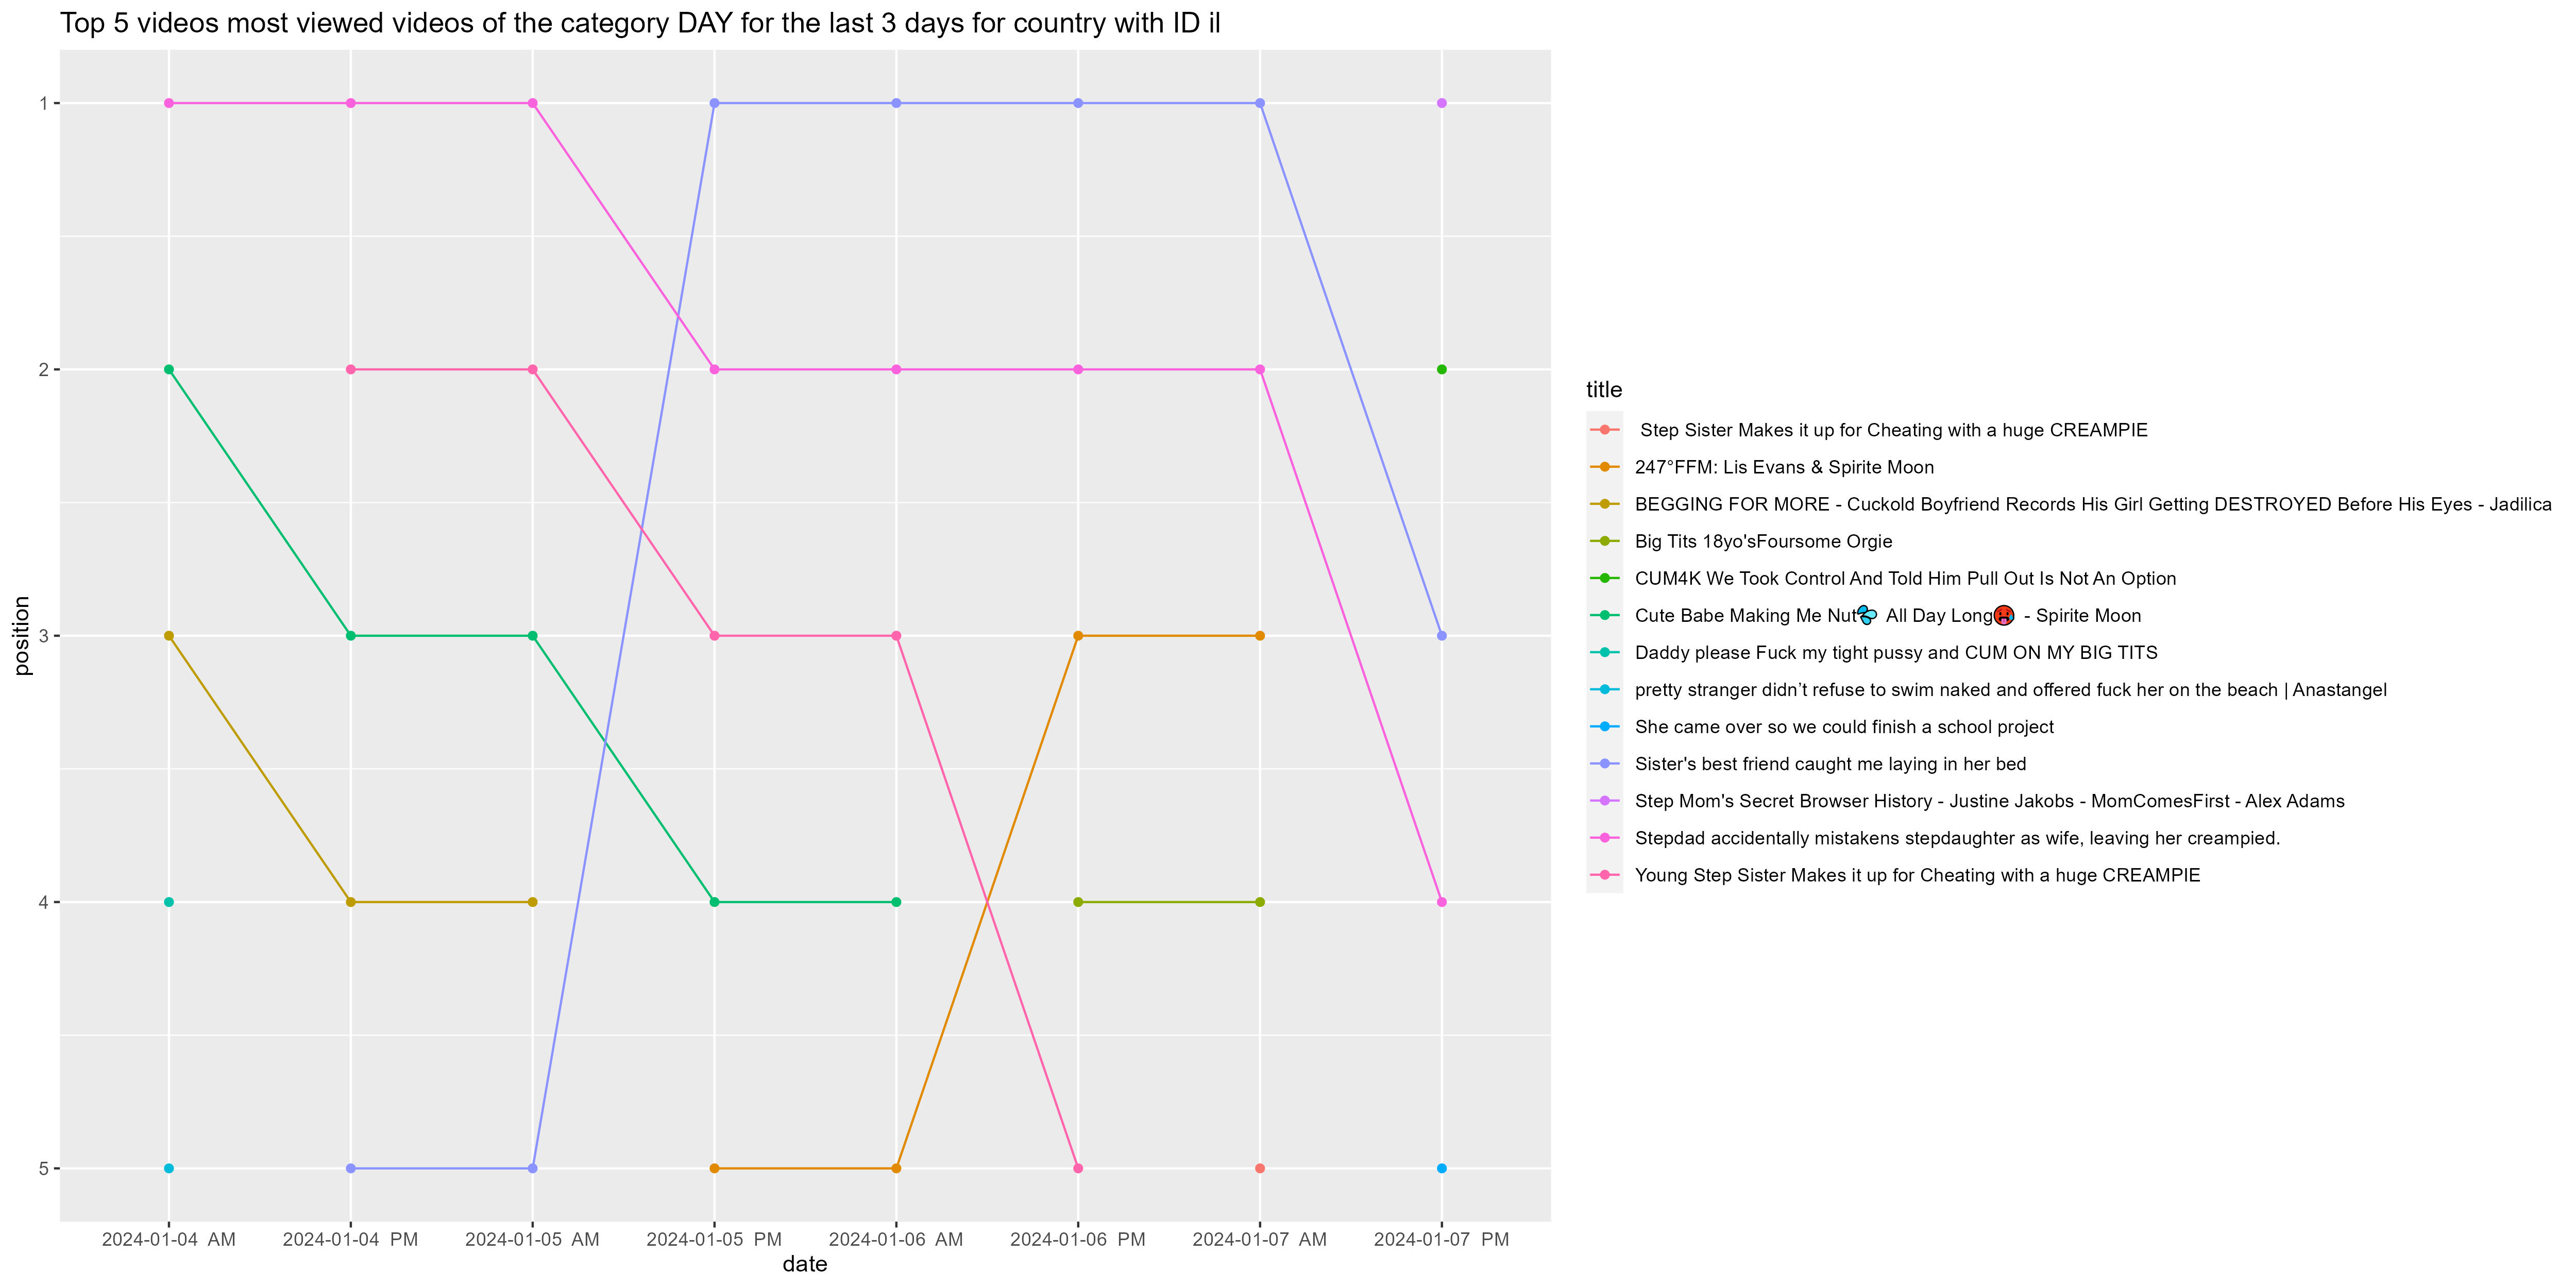 Top 5 videos most viewed videos of the category DAY for the last 3 days for country with ID il
position
1
2
3
4
5
2024-01-04 AM
2024-01-04 PM
2024-01-05 AM
2024-01-05 PM
2024-01-06 AM
2024-01-06 PM
2024-01-07 AM
2024-01-07 PM
date
title
Step Sister Makes it up for Cheating with a huge CREAMPIE
247°FFM: Lis Evans & Spirite Moon
BEGGING FOR MORE - Cuckold Boyfriend Records His Girl Getting DESTROYED Before His Eyes - Jadilica
Big Tits 18yo'sFoursome Orgie
CUM4K We Took Control And Told Him Pull Out Is Not An Option
Cute Babe Making Me Nut💦 All Day Long🥵 - Spirite Moon
Daddy please Fuck my tight pussy and CUM ON MY BIG TITS
pretty stranger didn’t refuse to swim naked and offered fuck her on the beach | Anastangel
She came over so we could finish a school project
Sister's best friend caught me laying in her bed
Step Mom's Secret Browser History - Justine Jakobs - MomComesFirst - Alex Adams
Stepdad accidentally mistakens stepdaughter as wife, leaving her creampied.
Young Step Sister Makes it up for Cheating with a huge CREAMPIE